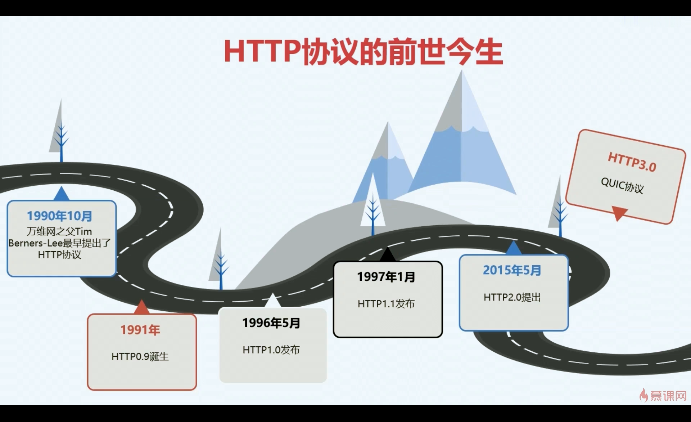 HTTP协议的前世今生
1990年10月
万维网之父Tim
Berners-Lee最早提出了
HTTP协议
1991年
HTTP0.9诞生
1996年5月
HTTP1.0发布
1997年1月
HTTP1.1发布
2015年5月
HTTP2.0提出
HTTP3.0
QUIC协议
慕课网